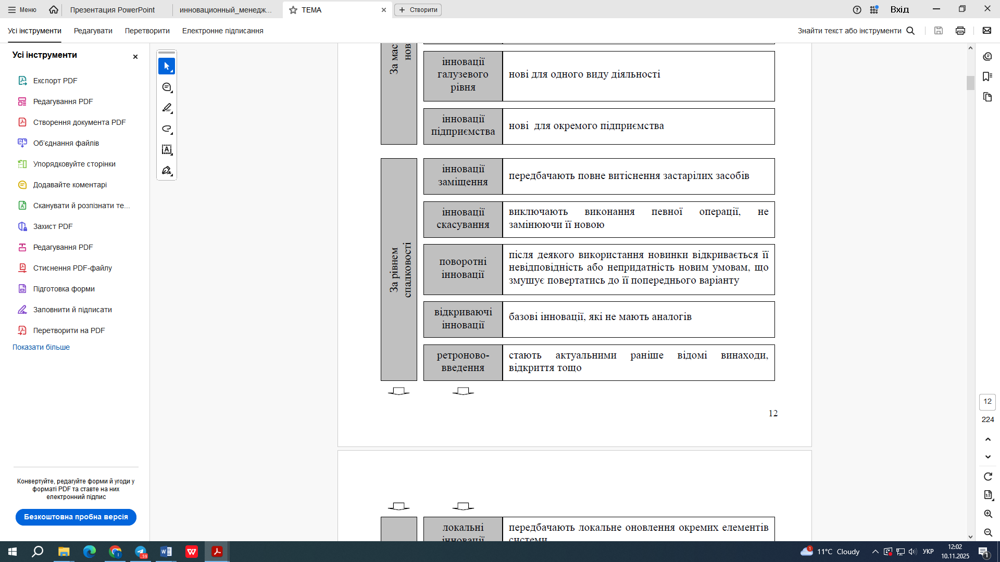 Меню
Презентация PowerPoint
инновационный_менедж...
ТЕМА
Створити
Вхід
Усі інструменти
Редагувати
Перетворити
Електронне підписання
Знайти текст або інструменти
Усі інструменти
Експорт PDF
Редагування PDF
Створення документа PDF
Об'єднання файлів
Упорядковуйте сторінки
Додавайте коментарі
Сканувати й розпізнати те...
Захист PDF
Редагування PDF
Стиснення PDF-файлу
Підготовка форми
Заповнити й підписати
Перетворити на PDF
Показати більше
Конвертуйте, редагуйте форми й угоди у
форматі PDF та ставте на них
електронний підпис
Безкоштовна пробна версія
За мас
нов
інновації
галузевого
рівня
нові для одного виду діяльності
інновації
підприємства
нові для окремого підприємства
За рівнем
спадковості
інновації
заміщення
передбачають повне витіснення застарілих засобів
інновації
скасування
виключають виконання певної операції, не
замінюючи її новою
поворотні
інновації
після деякого використання новинки відкривається її
невідповідність або непридатність новим умовам, що
змушує повертатись до її попереднього варіанту
відкриваючі
інновації
базові інновації, які не мають аналогів
ретроново-
введення
стають актуальними раніше відомі винаходи,
відкриття тощо
12
локальні
інновації
передбачають локальне оновлення окремих елементів
системи
12
224
1:1
59
1
11°C Cloudy
УКР
12:02
10.11.2025
1